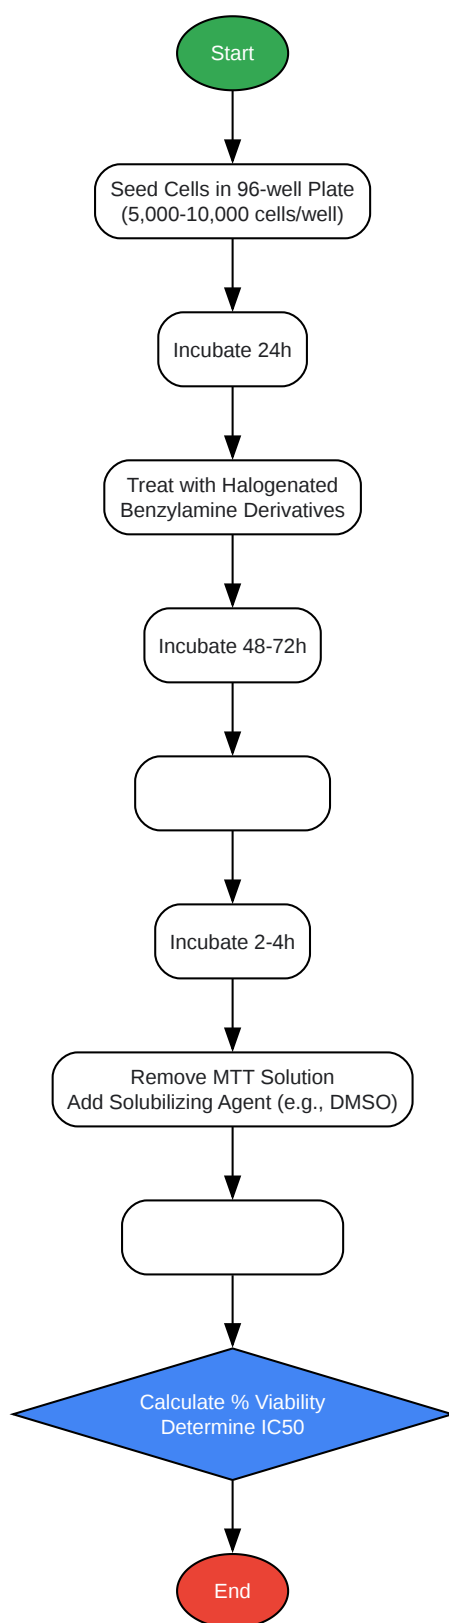 Start
Seed Cells in 96-well Plate
(5,000-10,000 cells/well)
Incubate 24h
Treat with Halogenated
Benzylamine Derivatives
Incubate 48-72h
Incubate 2-4h
Remove MTT Solution
Add Solubilizing Agent (e.g., DMSO)
Calculate % Viability
Determine IC50
End